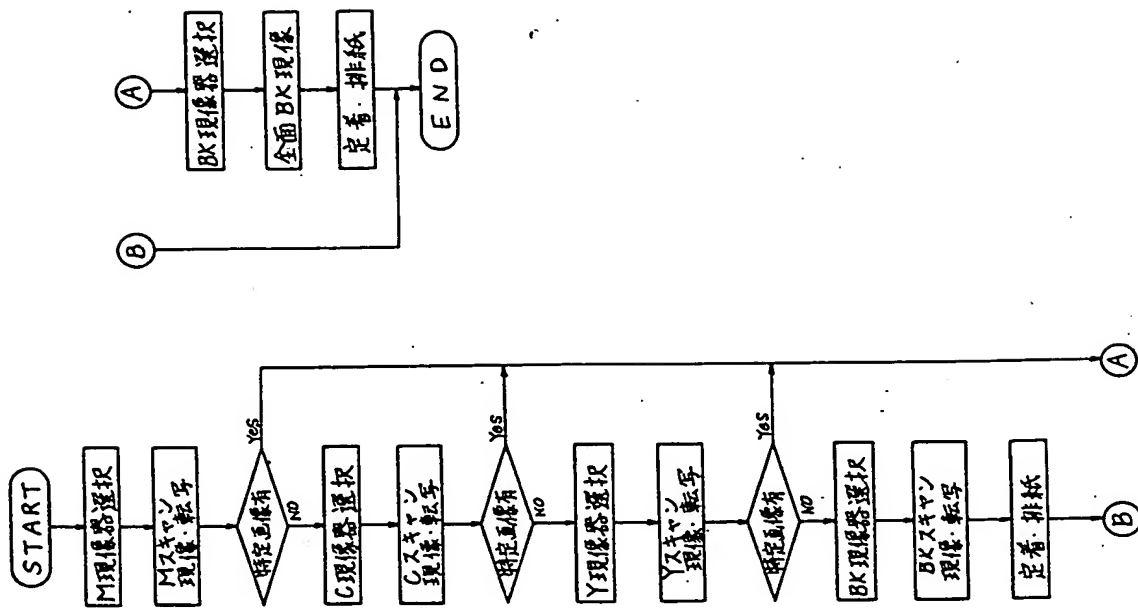 START
M現像器選択
Mスキャン
現像・転写
特定画像有
Yes
NO
C現像器選択
Cスキャン
現像・転写
特定画像有
Yes
NO
Y現像器選択
Yスキャン
現像・転写
特定画像有
Yes
NO
BK現像器選択
BKスキャン
現像・転写
定着・排紙
B
A
A
BK現像器選択
全面BK現像
定着・排紙
END
B